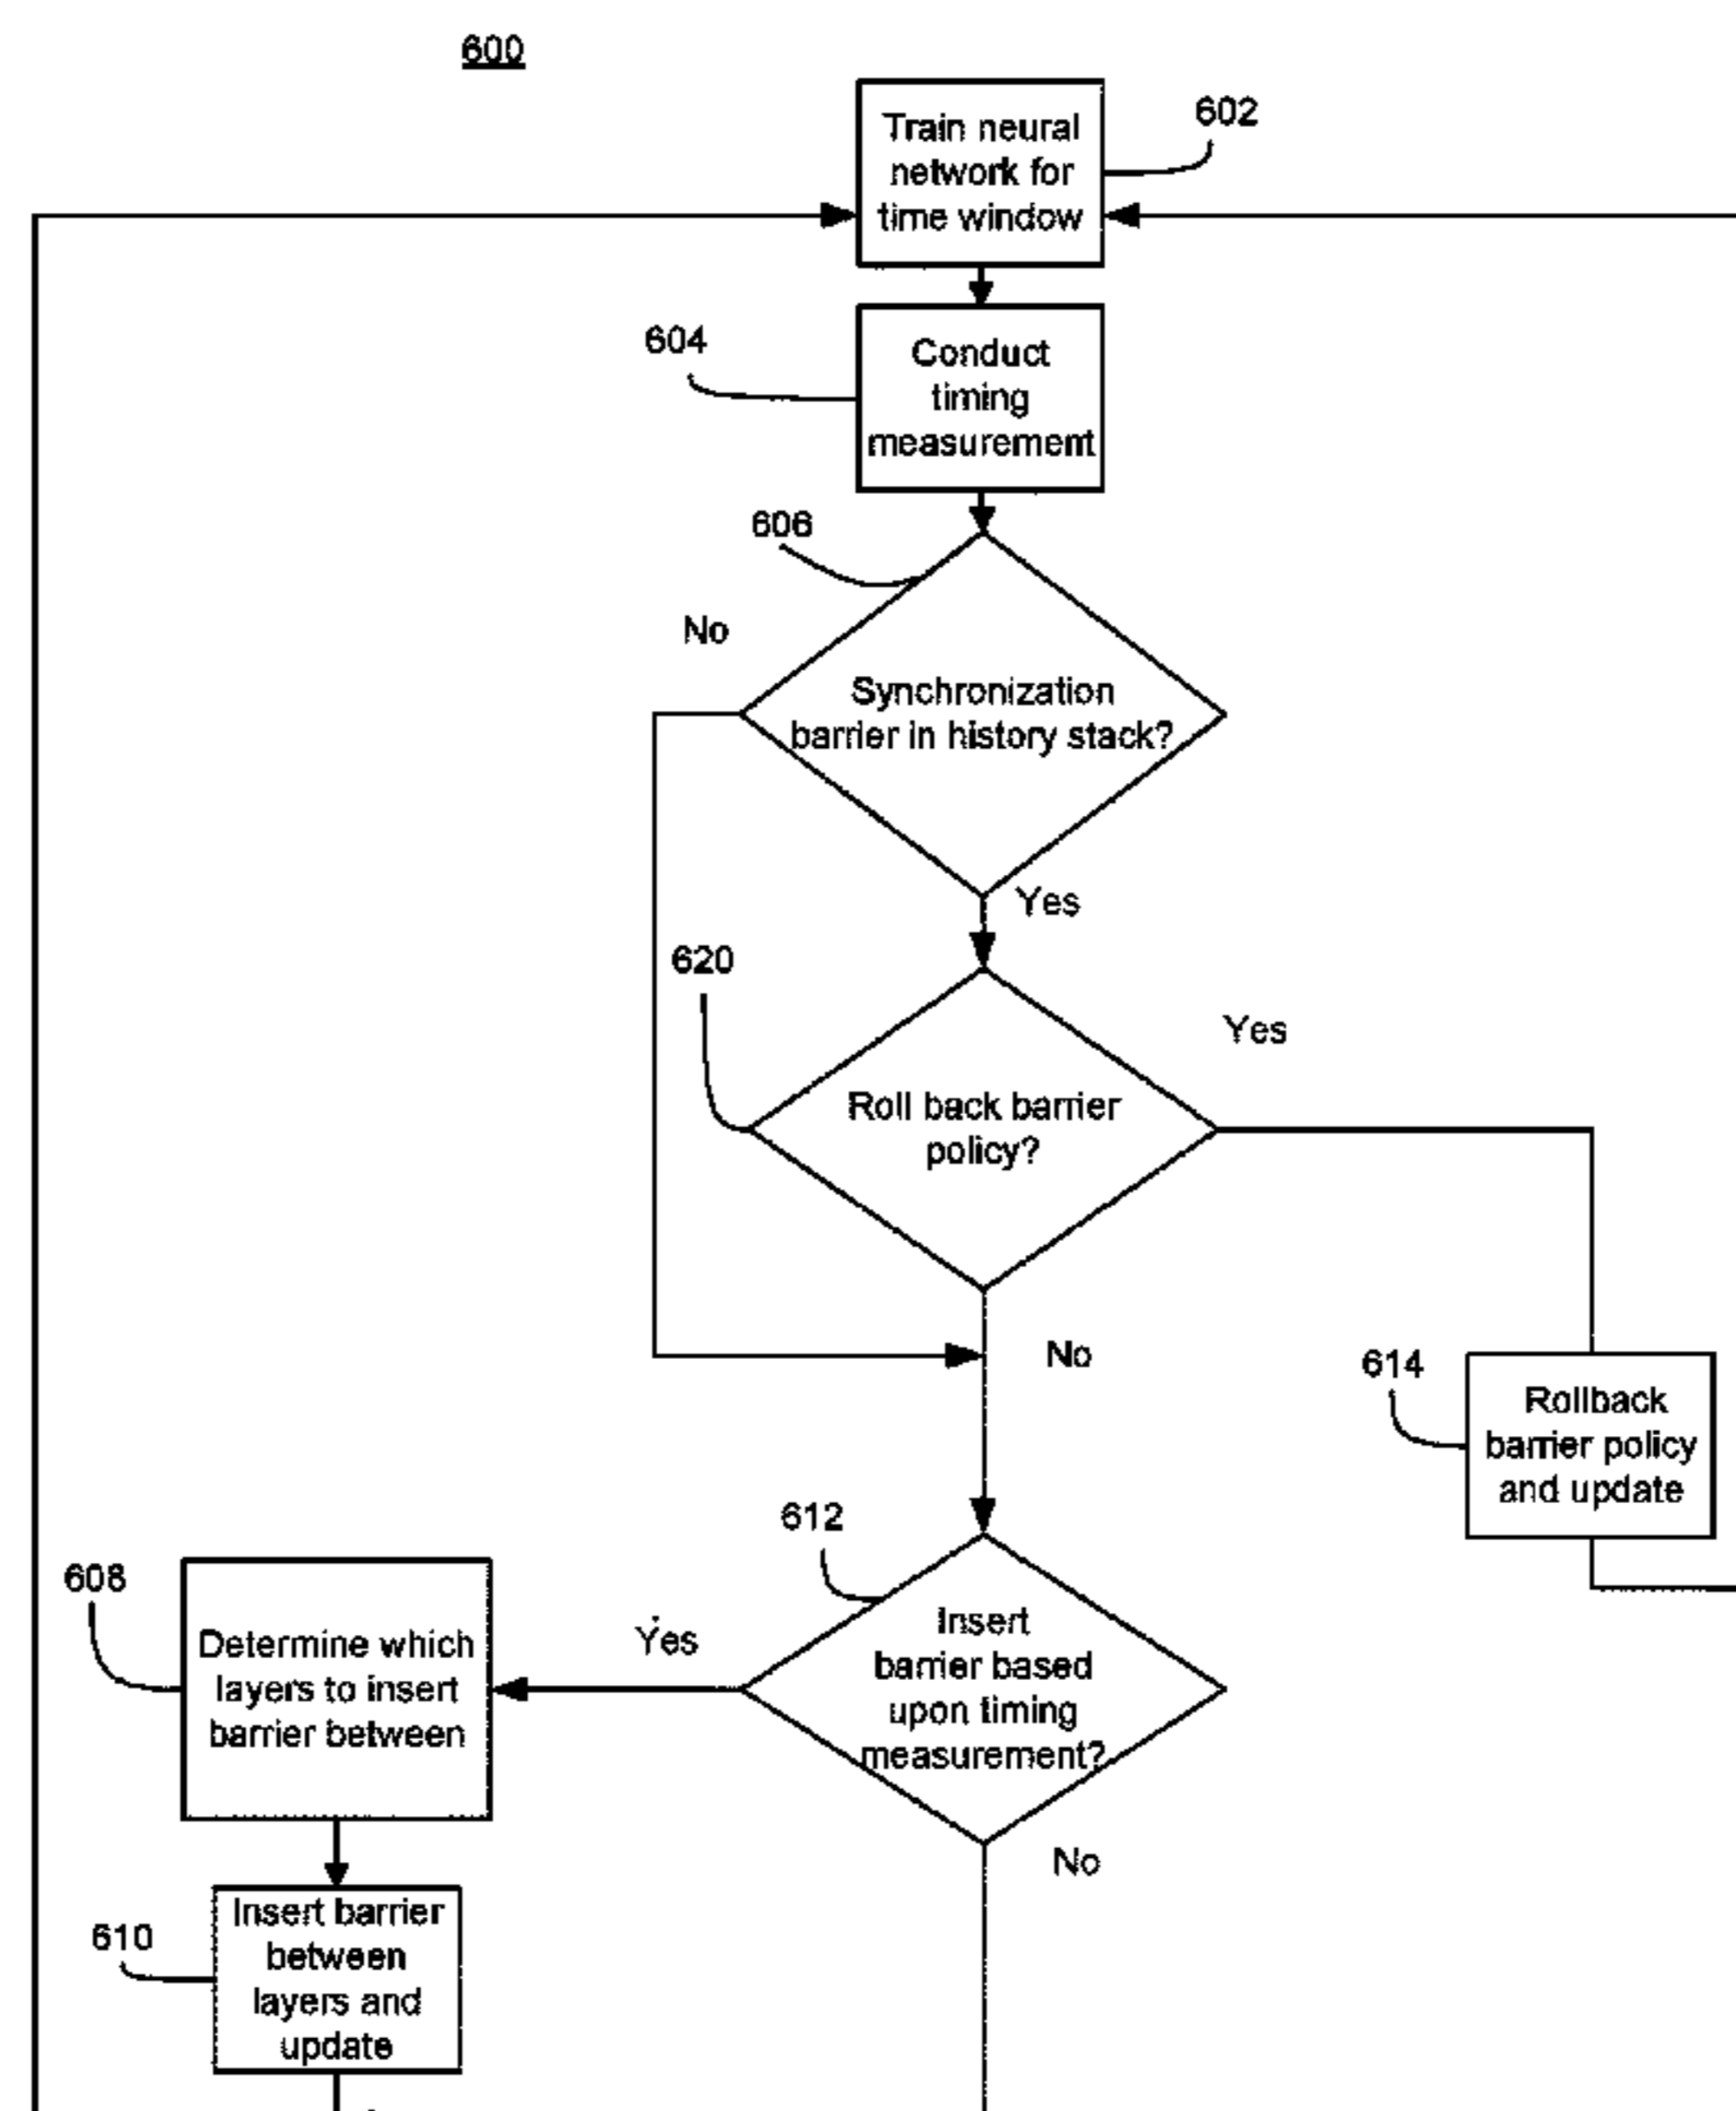 600
Train neural
network for
time window
602
604
Conduct
timing
measurement
606
No
Synchronization
barrier in history stack?
Yes
620
Yes
Roll back barrier
policy?
No
614
Rollback
barrier policy
and update
612
608
Insert
barrier based
upon timing
measurement?
Yes
Determine which
layers to insert
barrier between
No
610
Insert barrier
between
layers and
update